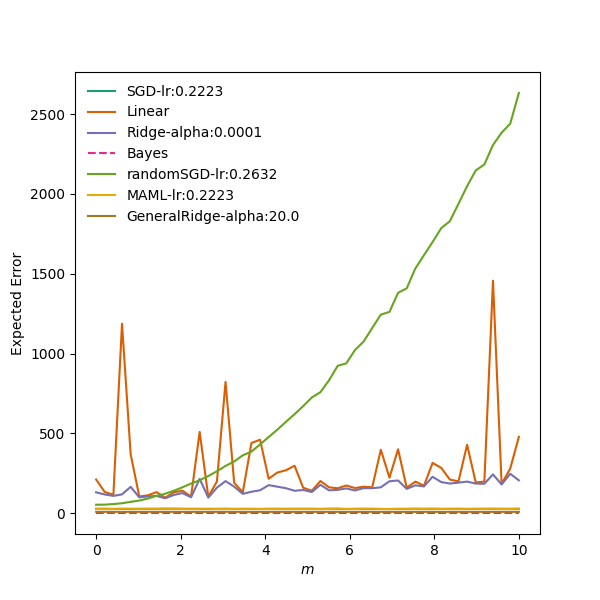 SGD-lr:0.2223
Linear
Ridge-alpha:0.0001
Bayes
randomSGD-lr:0.2632
MAML-lr:0.2223
GeneralRidge-alpha:20.0
Expected Error
2500
2000
1500
1000
500
0
0 2 4 6 8 10
m